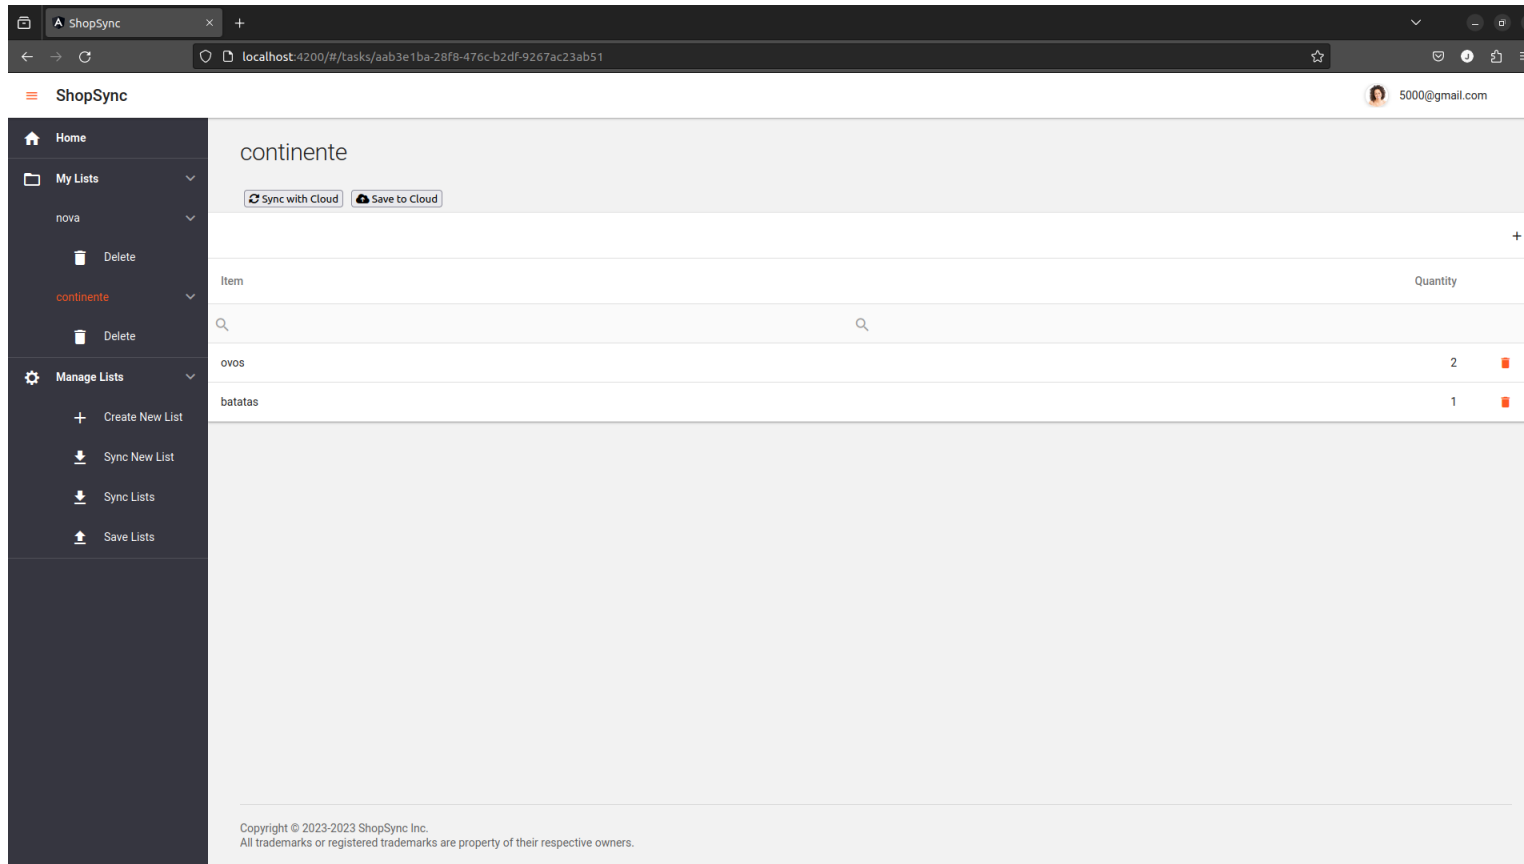 ShopSync
localhost:4200/#/tasks/aab3e1ba-28f8-476c-b2df-9267ac23ab51
ShopSync
5000@gmail.com
Home
My Lists
nova
Delete
continente
Delete
Manage Lists
Create New List
Sync New List
Sync Lists
Save Lists
continente
Sync with Cloud Save to Cloud
Item Quantity
ovos 2
batatas 1
Copyright © 2023-2023 ShopSync Inc.
All trademarks or registered trademarks are property of their respective owners.